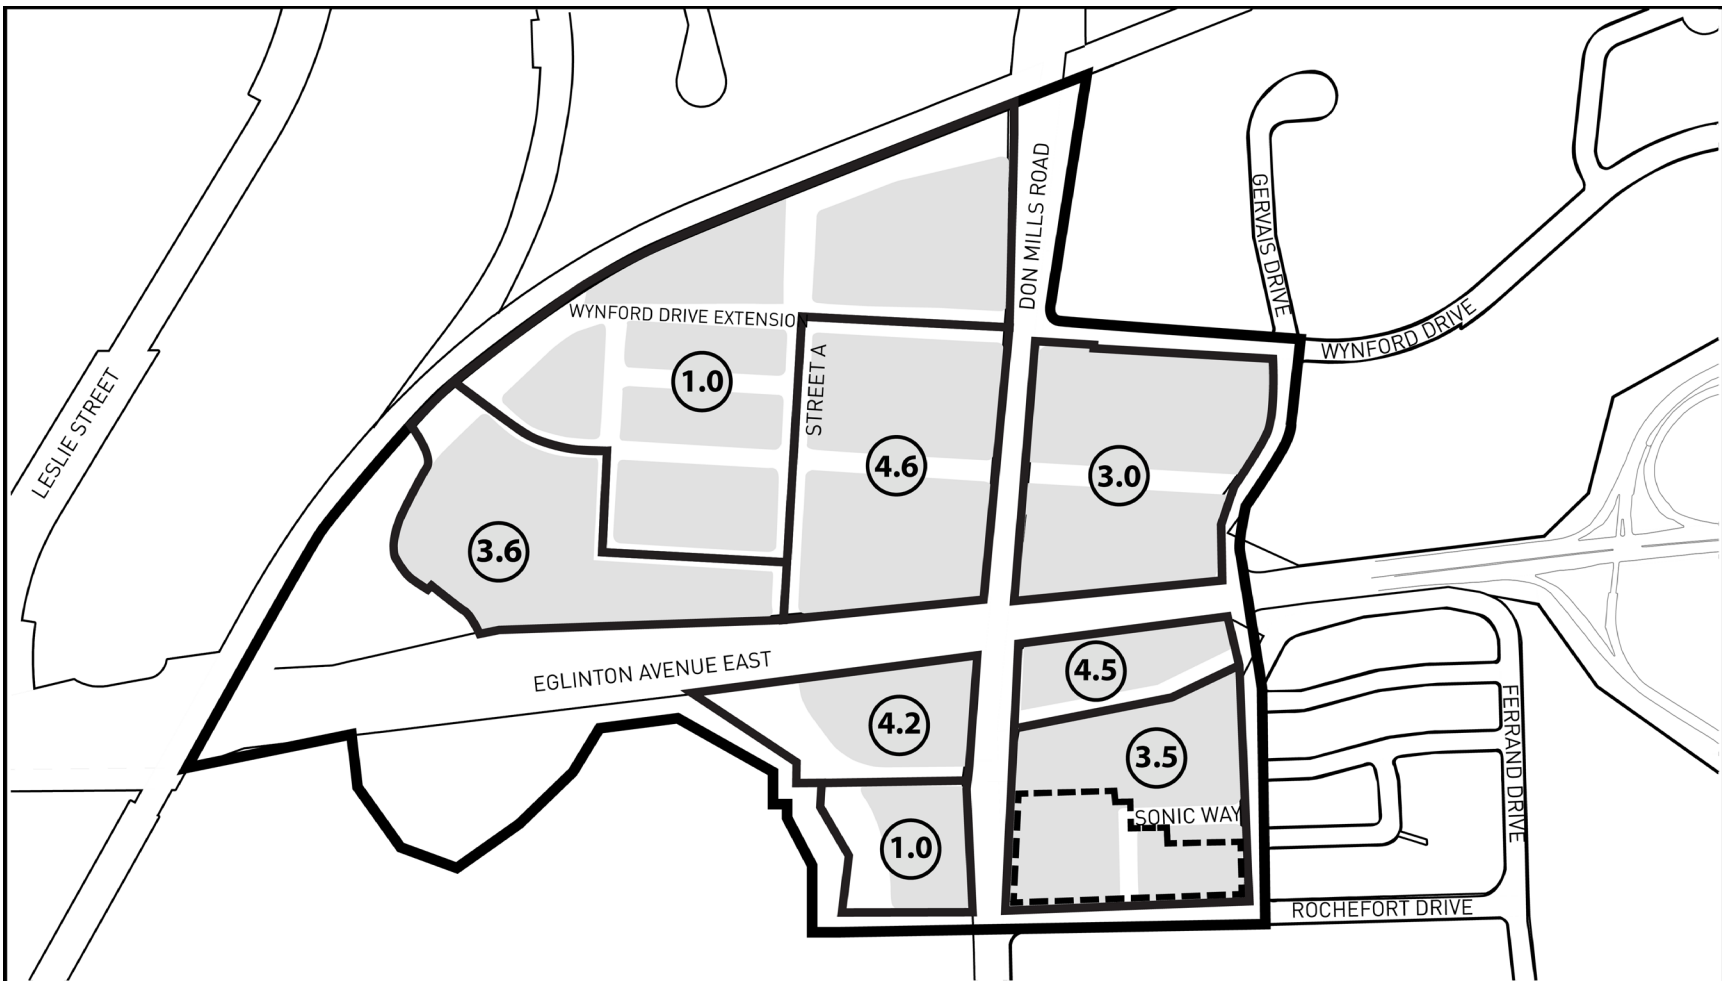 DON MILLS ROAD
GERVAIS DRIVE
WYNFORD DRIVE EXTENSION
WYNFORD DRIVE
LESLIE STREET
1.0
STREET A
4.6
3.0
3.6
EGLINTON AVENUE EAST
4.5
4.2
3.5
FERRAND DRIVE
SONIC WAY
1.0
ROCHEFORT DRIVE